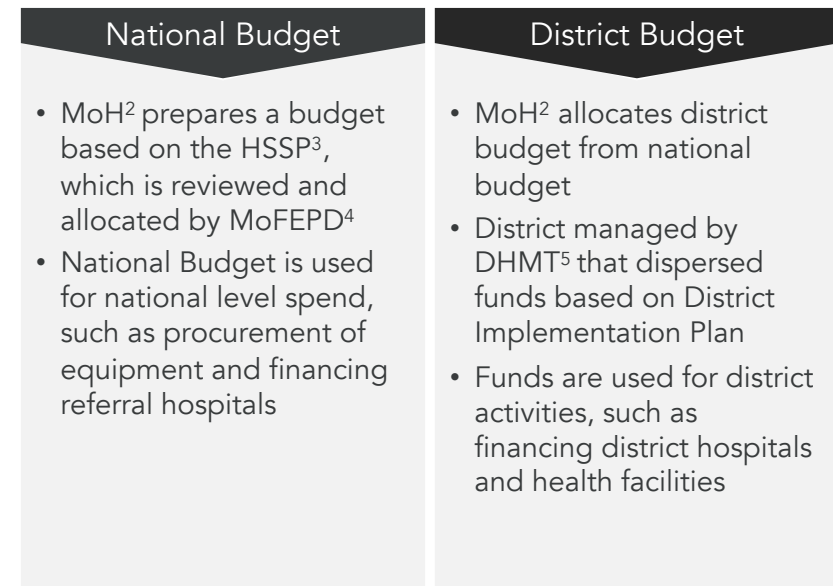 National Budget
• MoH² prepares a budget
based on the HSSP³,
which is reviewed and
allocated by MoFEPD⁴
• National Budget is used
for national level spend,
such as procurement of
equipment and financing
referral hospitals
District Budget
• MoH² allocates district
budget from national
budget
• District managed by
DHMT⁵ that dispersed
funds based on District
Implementation Plan
• Funds are used for district
activities, such as
financing district hospitals
and health facilities